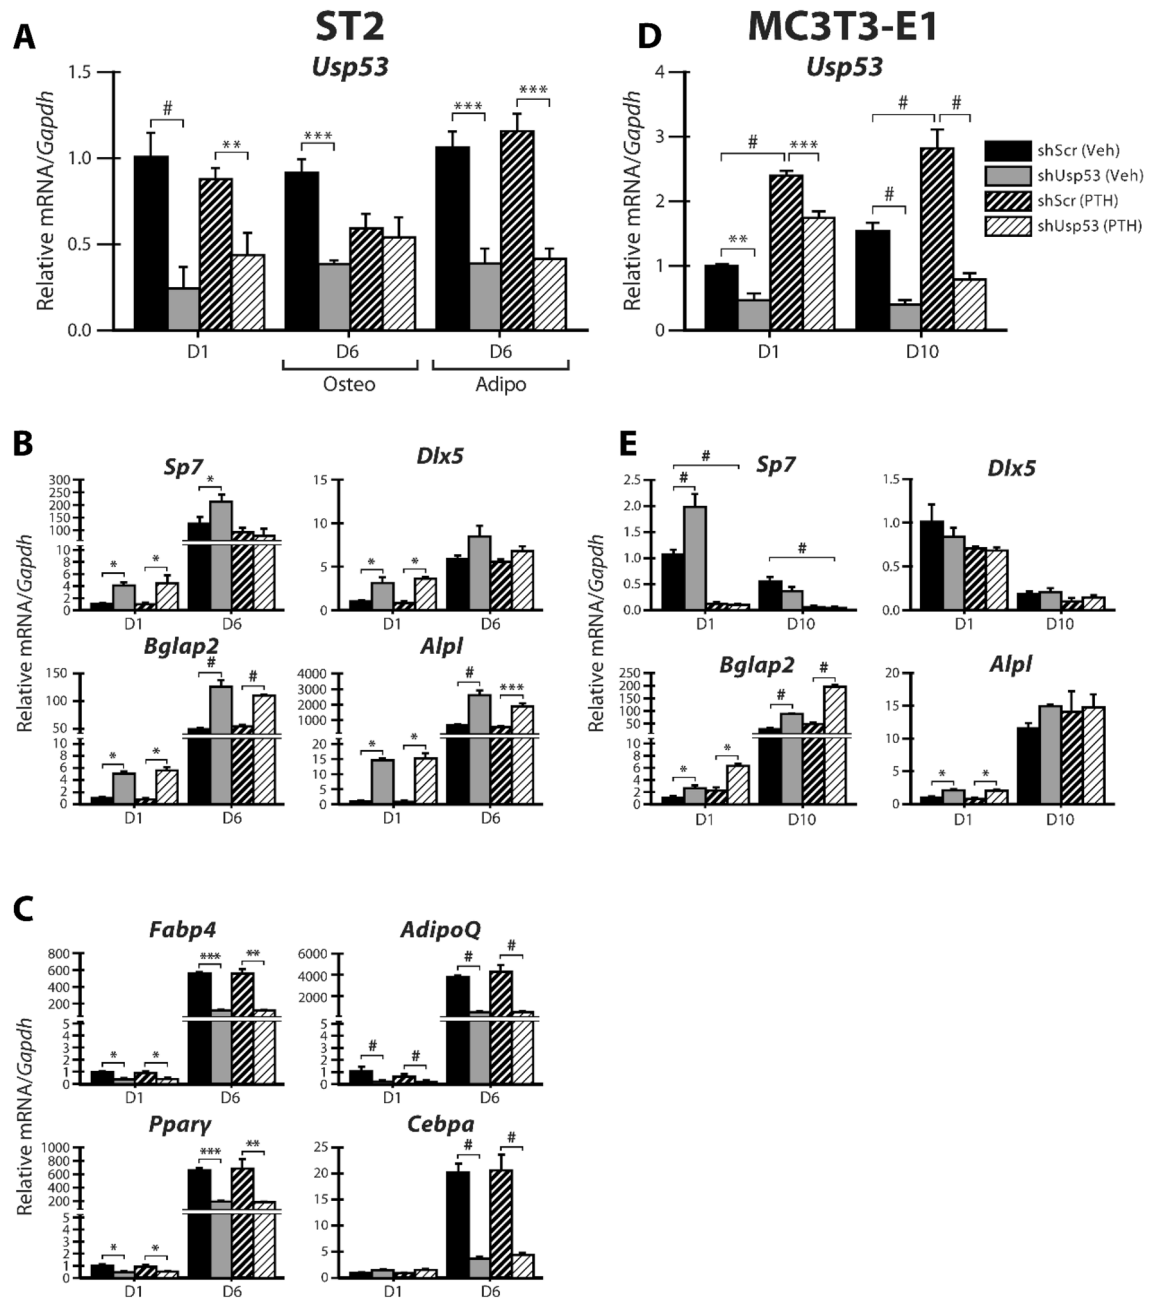 ST2
MC3T3-E1
A
Usp53
Relative mRNA/Gapdh
1.5
1.0
0.5
0.0
#
**
***
***
***
D1
D6
D6
Osteo
Adipo
D
Usp53
Relative mRNA/Gapdh
4
3
2
1
0
#
***
**
#
#
#
D1
D10
shScr (Veh)
shUsp53 (Veh)
shScr (PTH)
shUsp53 (PTH)
B
Relative mRNA/Gapdh
Sp7
300
250
200
150
100
10
8
6
4
2
0
*
*
*
D1
D6
Dlx5
15
10
5
0
*
*
D1
D6
Bglap2
150
100
50
10
8
6
4
2
0
*
*
#
#
D1
D6
Alpl
4000
3000
2000
1000
20
15
10
5
0
*
*
#
***
D1
D6
E
Relative mRNA/Gapdh
Sp7
2.5
2.0
1.5
1.0
0.5
0.0
#
#
#
D1
D10
Dlx5
1.5
1.0
0.5
0.0
D1
D10
Bglap2
250
200
150
100
50
10
8
6
4
2
0
*
*
#
#
D1
D10
Alpl
20
15
10
5
0
*
*
D1
D10
C
Relative mRNA/Gapdh
Fabp4
800
600
400
200
5
4
3
2
1
0
*
*
***
**
D1
D6
AdipoQ
6000
4000
2000
5
4
3
2
1
0
#
#
#
#
D1
D6
Pparγ
1000
800
600
400
200
5
4
3
2
1
0
*
*
***
**
D1
D6
Cebpa
25
20
15
10
5
0
#
#
D1
D6